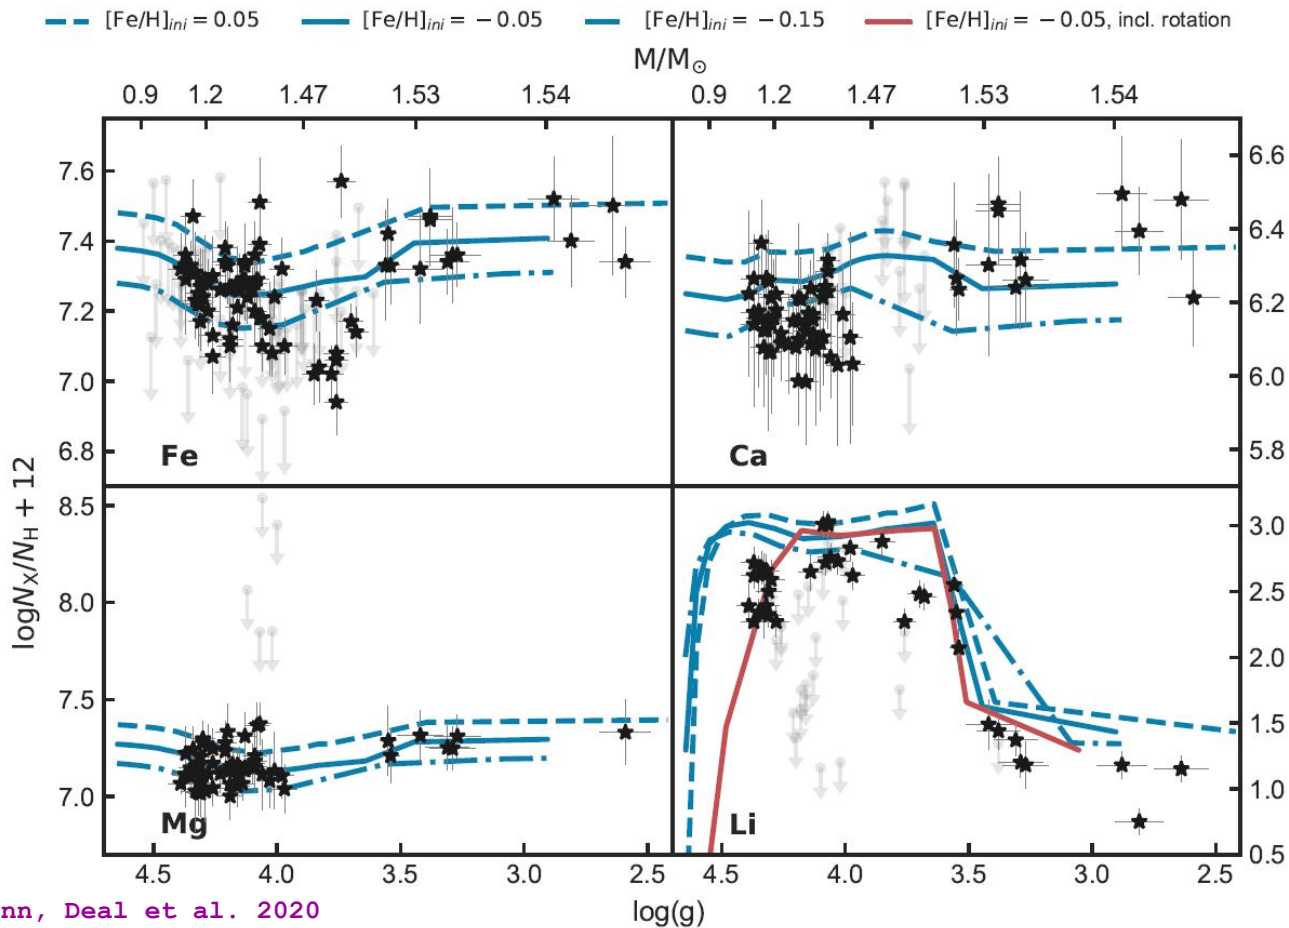 [Fe/H]ini = 0.05 [Fe/H]ini = − 0.05 [Fe/H]ini = − 0.15 [Fe/H]ini = − 0.05, incl. rotation
M/M⊙
0.9 1.2 1.47 1.53 1.54 0.9 1.2 1.47 1.53 1.54
7.6
7.4
7.2
7.0
6.8
Fe
6.6
6.4
6.2
6.0
5.8
Ca
logNX/NH + 12
8.5
8.0
7.5
7.0
Mg
3.0
2.5
2.0
1.5
1.0
0.5
Li
4.5 4.0 3.5 3.0 2.5 4.5 4.0 3.5 3.0 2.5
log(g)
nn, Deal et al. 2020